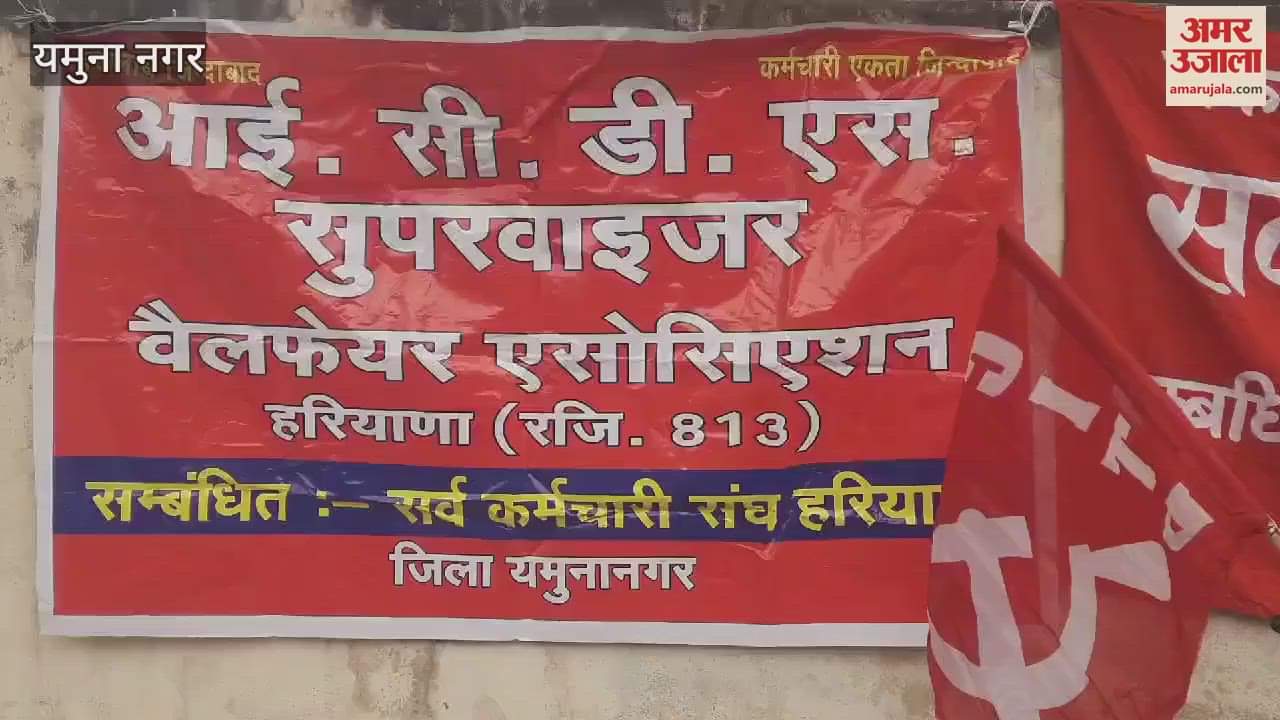 यमुना नगर
कर्मचारी एकता जिन्दाबाद
अमर
उजाला
amarujala.com
आई. सी. डी. एस.
सुपरवाइजर
वैलफेयर एसोसिएशन
हरियाणा (रजि. 813)
सम्बंधित :- सर्व कर्मचारी संघ हरिया
जिला यमुनानगर
CITU